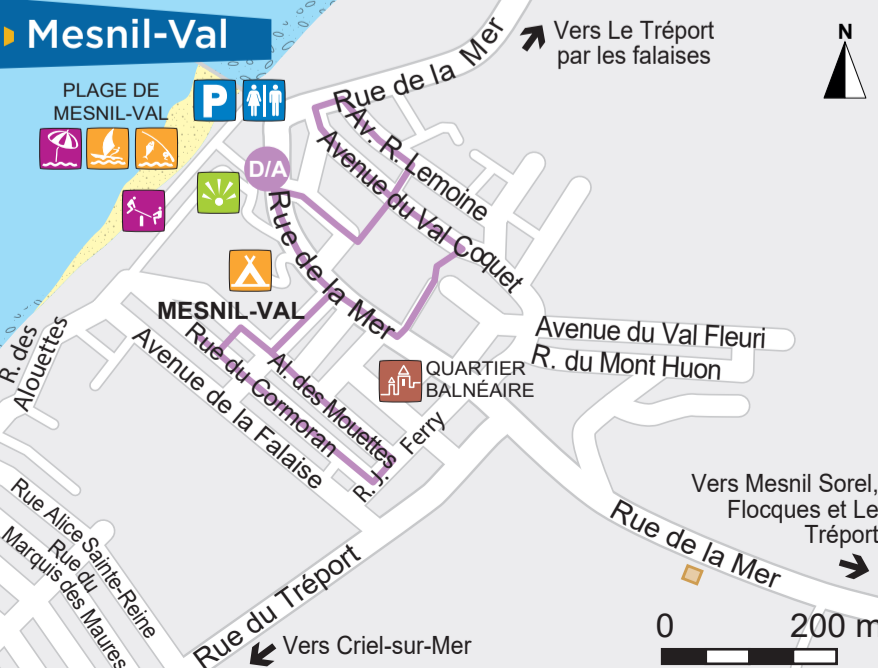 Mesnil-Val
Vers Le Tréport
par les falaises
N
PLAGE DE
MESNIL-VAL
P
Rue de la Mer
D/A
Av. R. Lemoine
Avenue du Val Coquet
Rue de la Mer
MESNIL-VAL
R. des
Alouettes
Avenue du Val Fleuri
R. du Mont Huon
QUARTIER
BALNÉAIRE
Rue du Cormoran
Al. des Mouettes
Avenue de la Falaise
R. J. Ferry
Vers Mesnil Sorel,
Flocques et Le
Tréport
Rue de la Mer
Rue Alice Sainte-Reine
Rue du
Marquis des Maures
Rue du Tréport
Vers Criel-sur-Mer
0 200 m